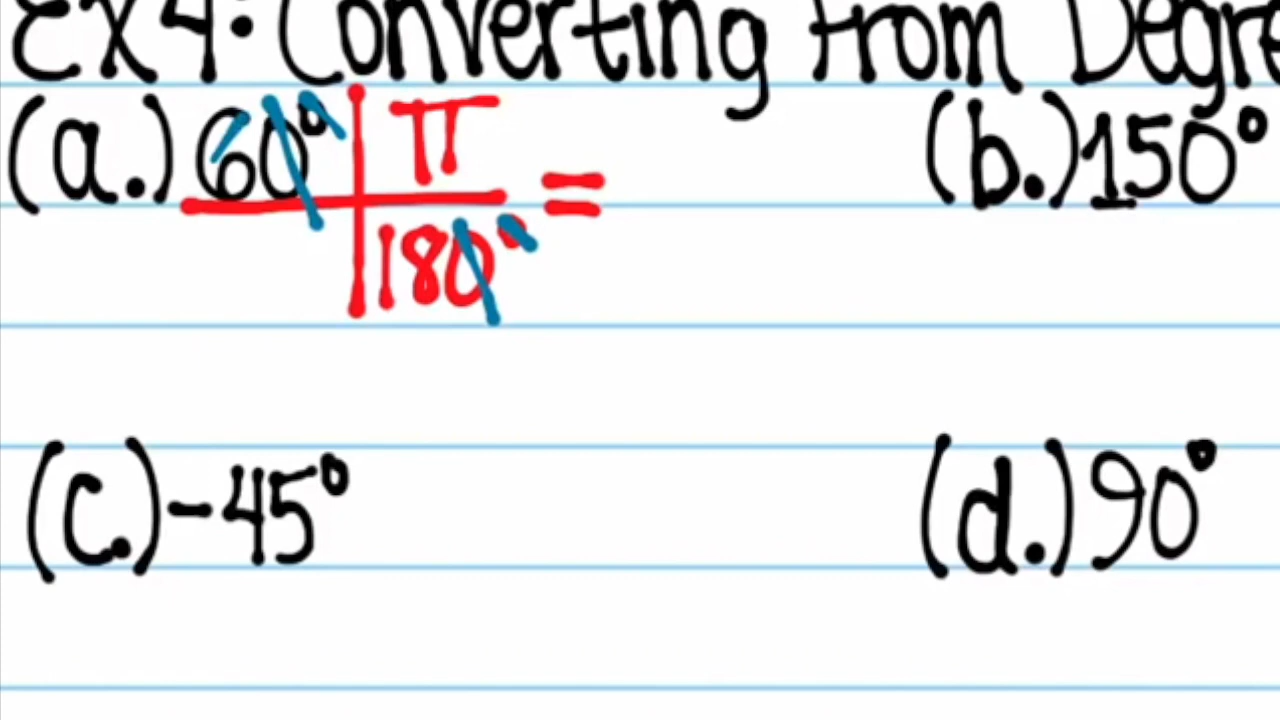 Ex 4: Converting from Degre
(a.) 60° | π / 180° =
(b.) 150°
(c.) -45°
(d.) 90°